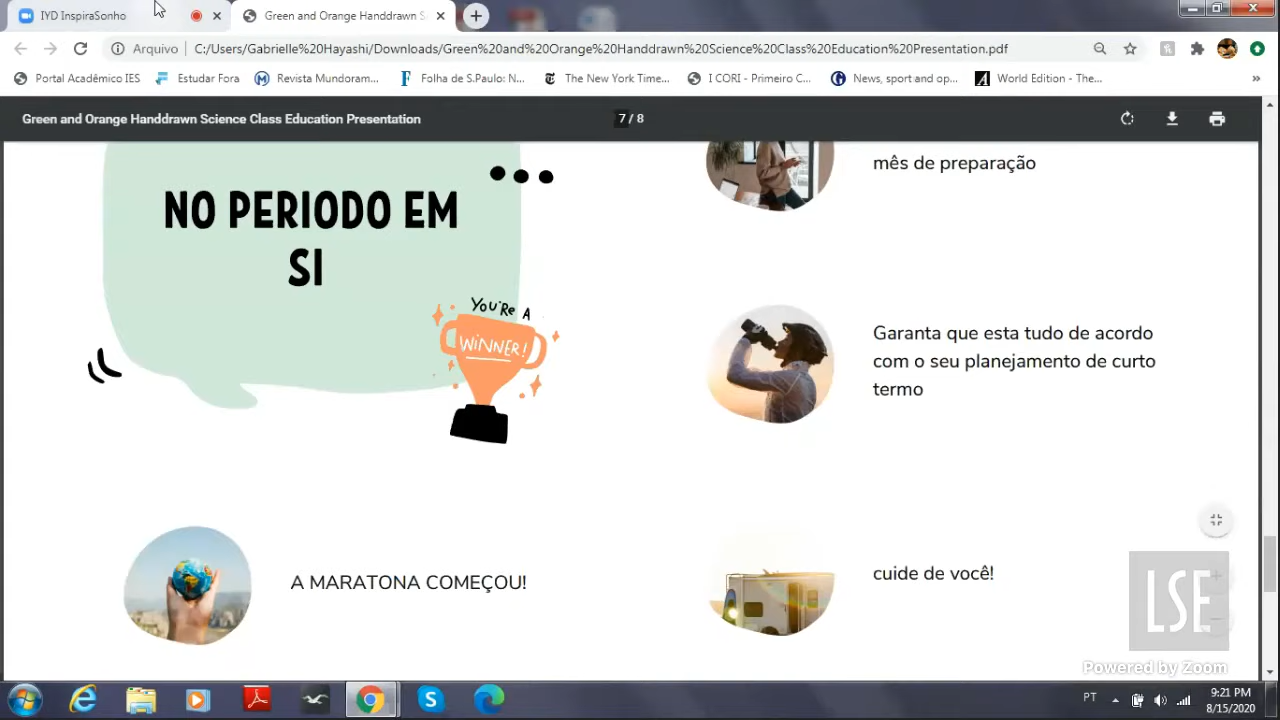 IYD InspiraSonho
Green and Orange Handdrawn S
Arquivo
C:/Users/Gabrielle%20Hayashi/Downloads/Green%20and%20Orange%20Handdrawn%20Science%20Class%20Education%20Presentation.pdf
Portal Acadêmico IES
Estudar Fora
Revista Mundoram...
Folha de S.Paulo: N...
The New York Time...
I CORI - Primeiro C...
News, sport and op...
World Edition - The...
»
Green and Orange Handdrawn Science Class Education Presentation
7 / 8
NO PERIODO EM
SI
YOU'RE A
WINNER!
A MARATONA COMEÇOU!
mês de preparação
Garanta que esta tudo de acordo
com o seu planejamento de curto
termo
cuide de você!
LSE
Powered by Zoom
PT
9:21 PM
8/15/2020